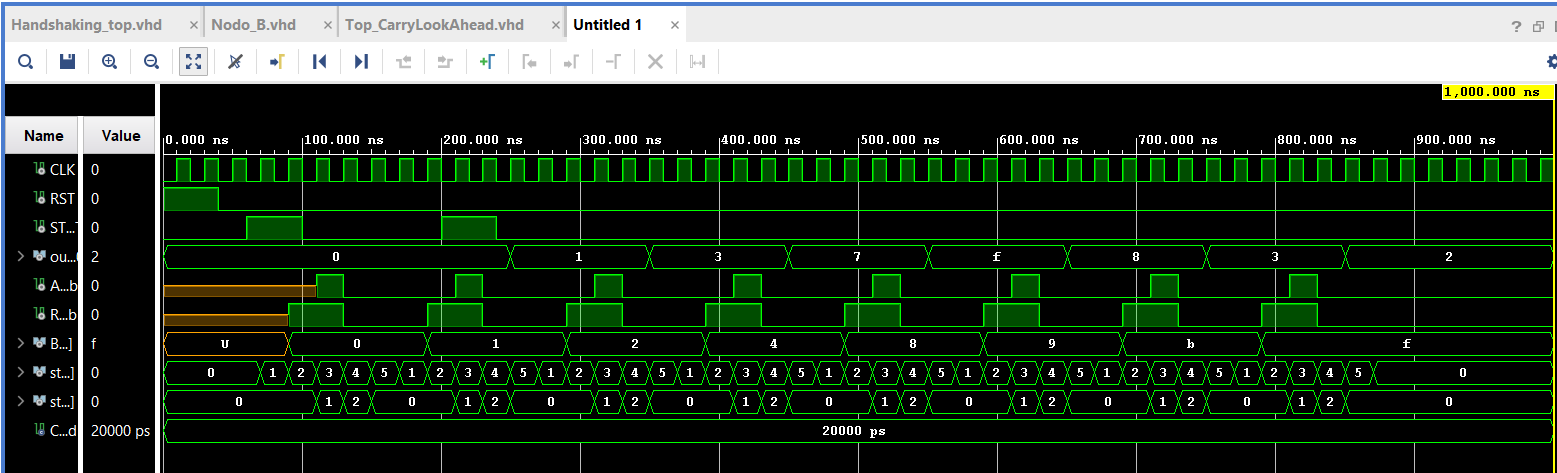 Handshaking_top.vhd × Nodo_B.vhd × Top_CarryLookAhead.vhd × Untitled 1 × ?
1,000.000 ns
Name Value 0.000 ns 100.000 ns 200.000 ns 300.000 ns 400.000 ns 500.000 ns 600.000 ns 700.000 ns 800.000 ns 900.000 ns
CLK 0
RST 0
ST... 0
ou... 2 0 1 3 7 f 8 3 2
A...b 0
R...b 0
B...] f U 0 1 2 4 8 9 b f
st...] 0 0 1 2 3 4 5 1 2 3 4 5 1 2 3 4 5 1 2 3 4 5 1 2 3 4 5 1 2 3 4 5 1 2 3 4 5 1 2 3 4 5 0
st...] 0 0 1 2 0 1 2 0 1 2 0 1 2 0 1 2 0 1 2 0 1 2 0 1 2 0
C...d 20000 ps 20000 ps